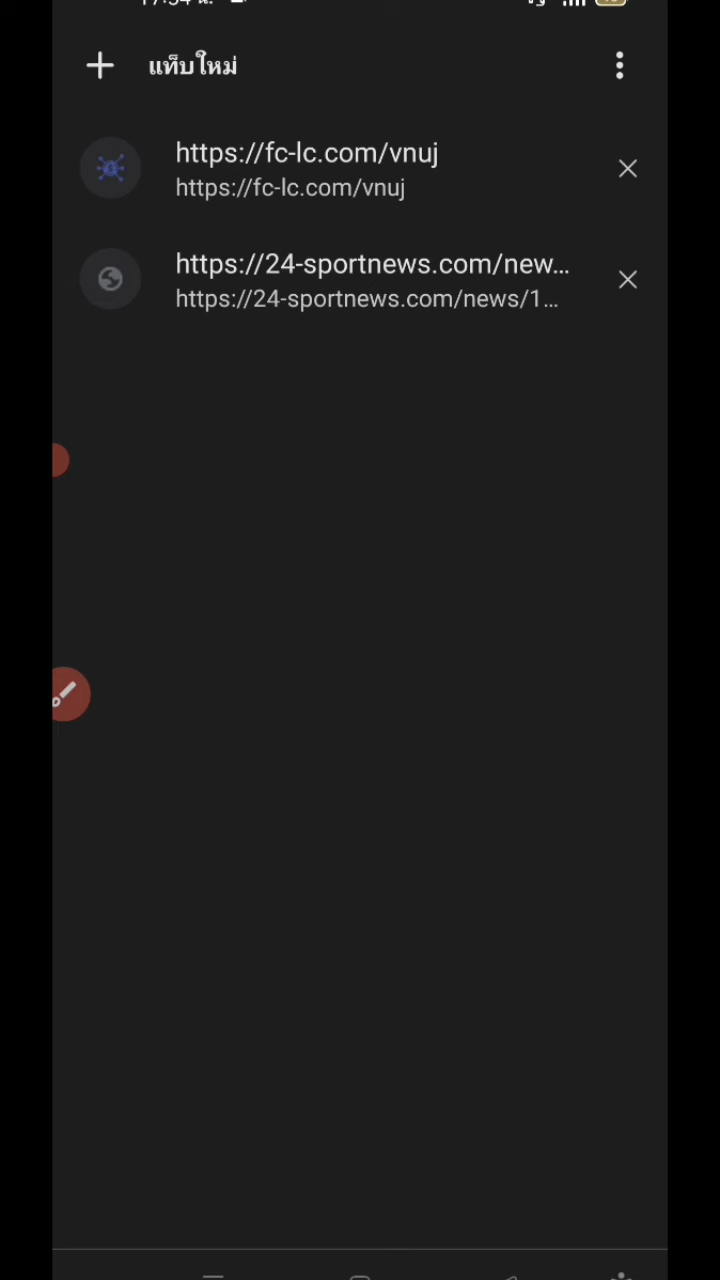 แท็บใหม่
https://fc-lc.com/vnuj
https://fc-lc.com/vnuj
https://24-sportnews.com/new...
https://24-sportnews.com/news/1...